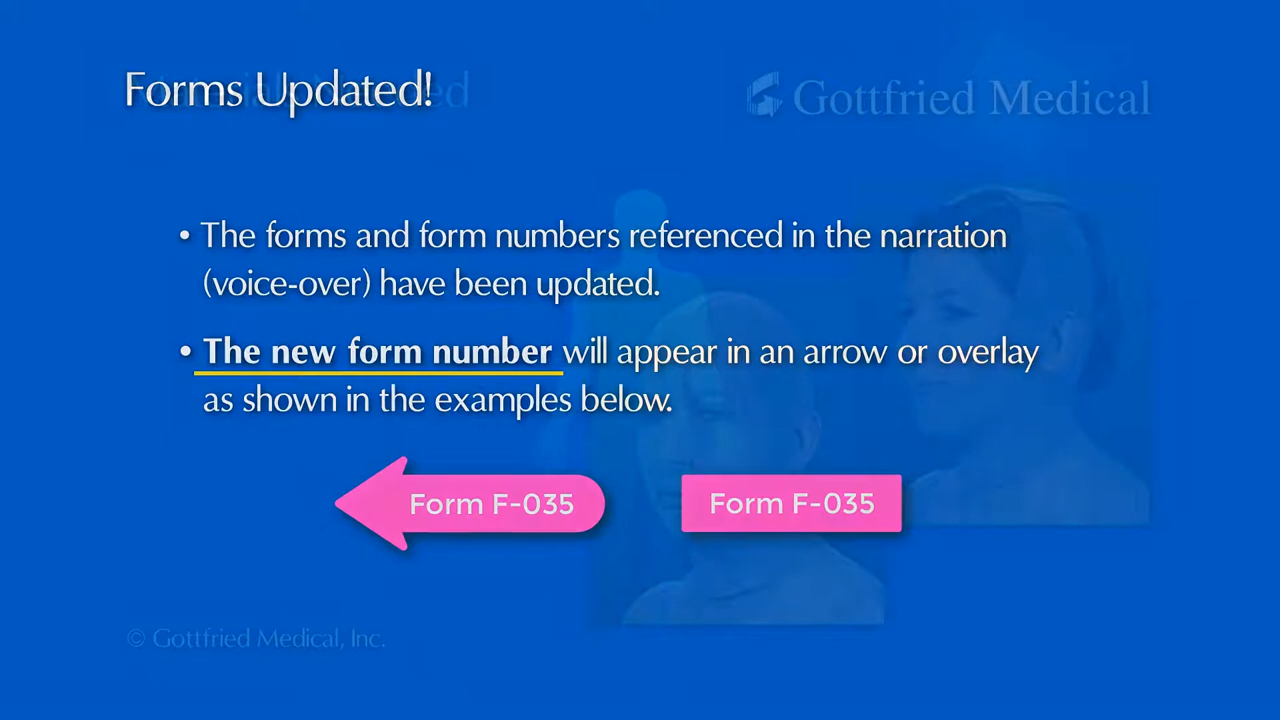 Forms Updated!
Gottfried Medical
• The forms and form numbers referenced in the narration
(voice-over) have been updated.
• The new form number will appear in an arrow or overlay
as shown in the examples below.
Form F-035
Form F-035
© Gottfried Medical, Inc.